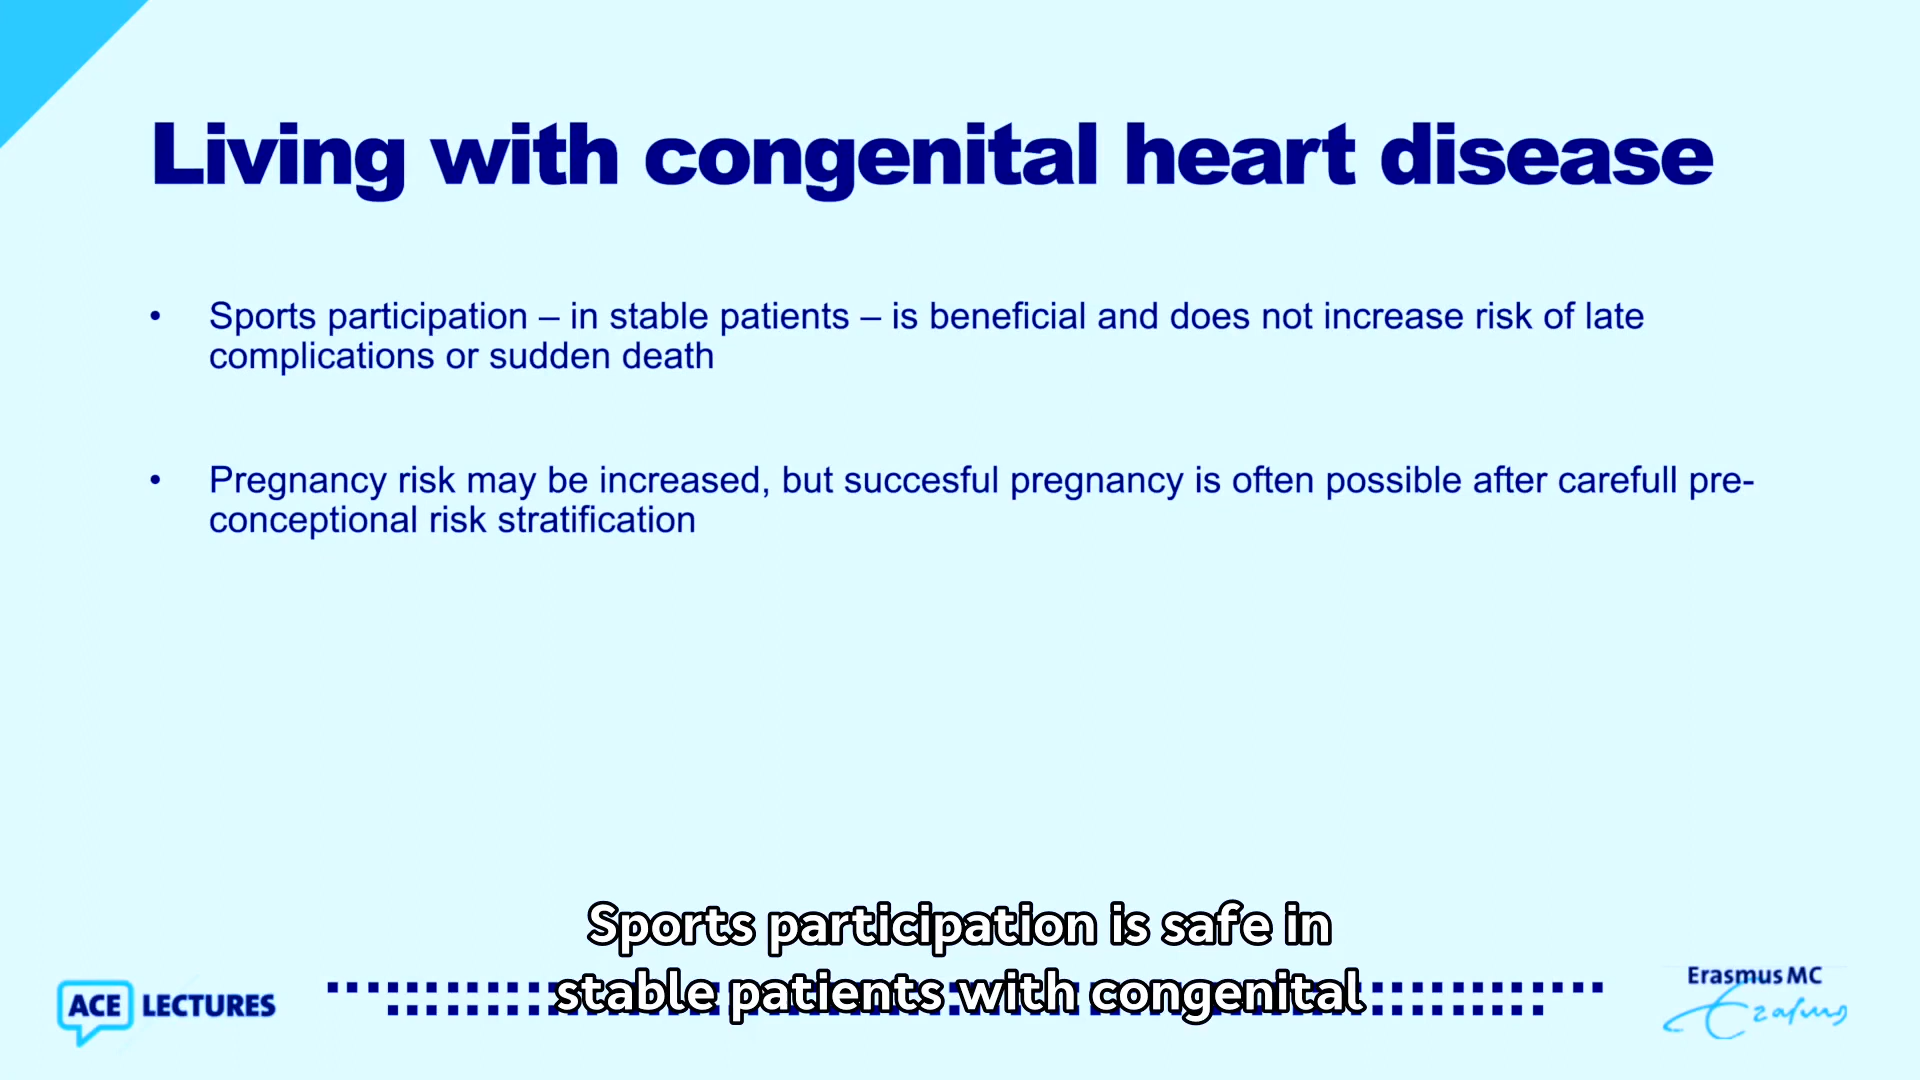 Living with congenital heart disease
• Sports participation – in stable patients – is beneficial and does not increase risk of late
complications or sudden death
• Pregnancy risk may be increased, but succesful pregnancy is often possible after carefull pre-
conceptional risk stratification
Sports participation is safe in
stable patients with congenital
ACE LECTURES
Erasmus MC
Erasmus